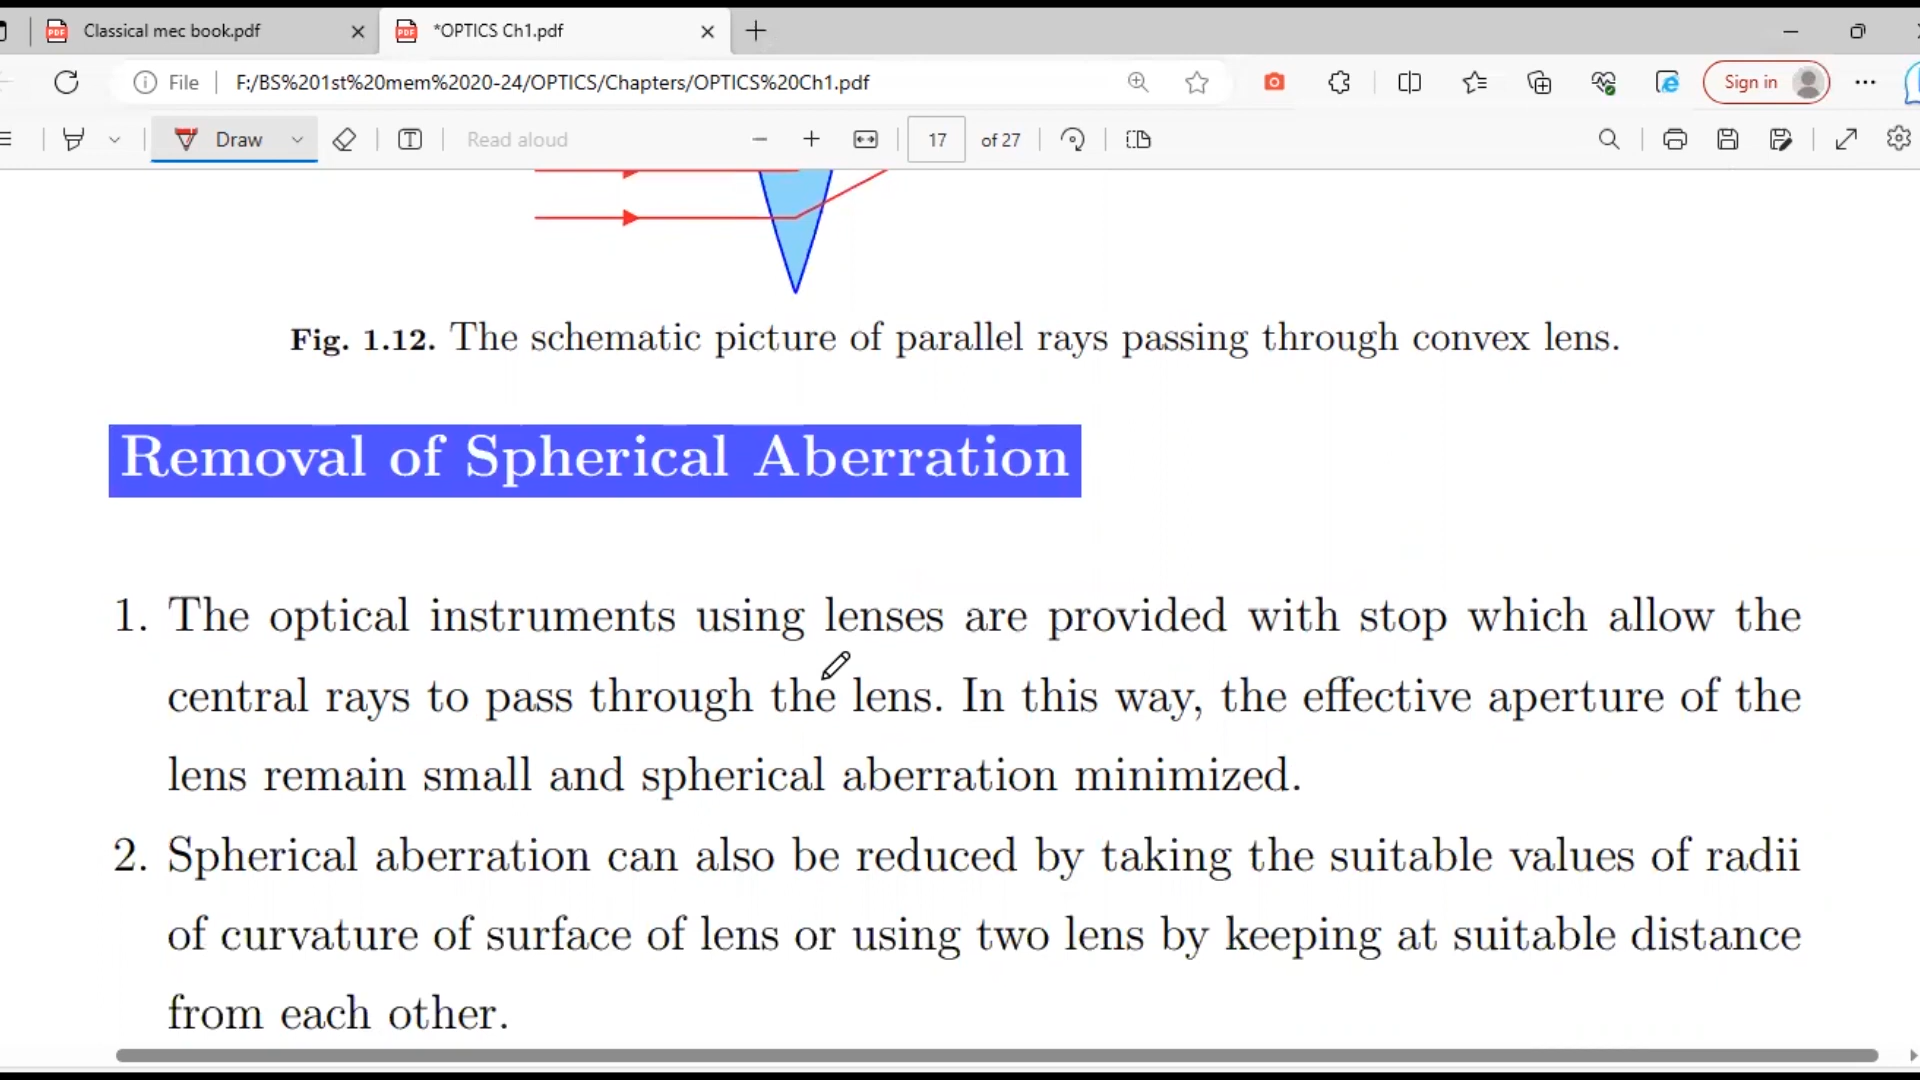 Classical mec book.pdf
*OPTICS Ch1.pdf
File
F:/BS%201st%20mem%2020-24/OPTICS/Chapters/OPTICS%20Ch1.pdf
Sign in
Draw
Read aloud
17 of 27
Fig. 1.12. The schematic picture of parallel rays passing through convex lens.
Removal of Spherical Aberration
1. The optical instruments using lenses are provided with stop which allow the
central rays to pass through the lens. In this way, the effective aperture of the
lens remain small and spherical aberration minimized.
2. Spherical aberration can also be reduced by taking the suitable values of radii
of curvature of surface of lens or using two lens by keeping at suitable distance
from each other.